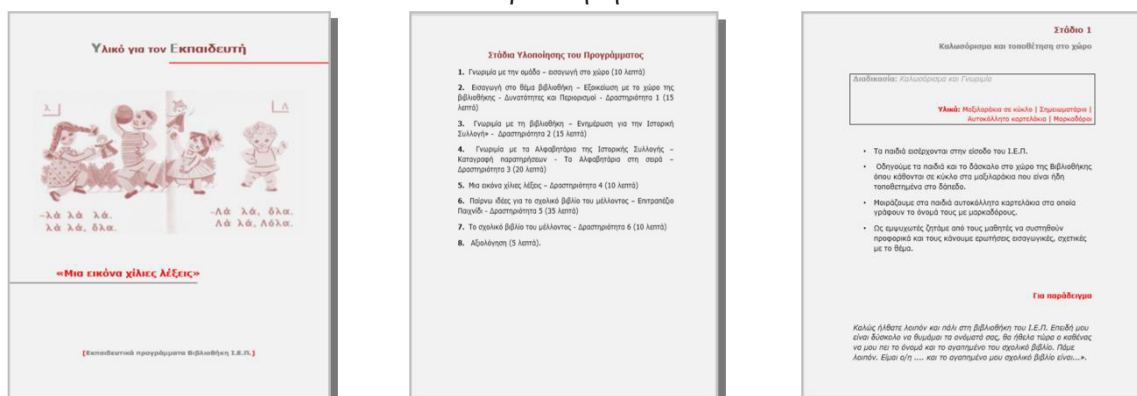 Υλικό για τον Εκπαιδευτή
λ
Λ
-λὰ λὰ λά.
λὰ λά, ὅλα.
-Λὰ λά, ὅλα.
Λὰ λά, Λόλα.
«Μια εικόνα χίλιες λέξεις»
[Εκπαιδευτικά προγράμματα Βιβλιοθήκη Ι.Ε.Π.]
Στάδια Υλοποίησης του Προγράμματος
1. Γνωριμία με την ομάδα – εισαγωγή στο χώρο (10 λεπτά)
2. Εισαγωγή στο θέμα βιβλιοθήκη – Εξοικείωση με το χώρο της
βιβλιοθήκης - Δυνατότητες και Περιορισμοί - Δραστηριότητα 1 (15
λεπτά)
3. Γνωριμία με τη βιβλιοθήκη – Ενημέρωση για την Ιστορική
Συλλογή» - Δραστηριότητα 2 (15 λεπτά)
4. Γνωριμία με τα Αλφαβητάρια της Ιστορικής Συλλογής –
Καταγραφή παρατηρήσεων - Τα Αλφαβητάρια στη σειρά –
Δραστηριότητα 3 (20 λεπτά)
5. Μια εικόνα χίλιες λέξεις – Δραστηριότητα 4 (10 λεπτά)
6. Παίρνω ιδέες για το σχολικό βιβλίο του μέλλοντος – Επιτραπέζιο
Παιχνίδι - Δραστηριότητα 5 (35 λεπτά)
7. Το σχολικό βιβλίο του μέλλοντος - Δραστηριότητα 6 (10 λεπτά)
8. Αξιολόγηση (5 λεπτά).
Στάδιο 1
Καλωσόρισμα και τοποθέτηση στο χώρο
Διαδικασία: Καλωσόρισμα και Γνωριμία
Υλικά: Μαξιλαράκια σε κύκλο | Σημειωματάριο |
Αυτοκόλλητα καρτελάκια | Μαρκαδόροι
• Τα παιδιά εισέρχονται στην είσοδο του Ι.Ε.Π.
• Οδηγούμε τα παιδιά και το δάσκαλο στο χώρο της Βιβλιοθήκης
όπου κάθονται σε κύκλο στα μαξιλαράκια που είναι ήδη
τοποθετημένα στο δάπεδο.
• Μοιράζουμε στα παιδιά αυτοκόλλητα καρτελάκια στα οποία
γράφουν το όνομά τους με μαρκαδόρους.
• Ως εμψυχωτές ζητάμε από τους μαθητές να συστηθούν
προφορικά και τους κάνουμε ερωτήσεις εισαγωγικές, σχετικές
με το θέμα.
Για παράδειγμα
Καλώς ήλθατε λοιπόν και πάλι στη βιβλιοθήκη του Ι.Ε.Π. Επειδή μου
είναι δύσκολο να θυμάμαι τα ονόματά σας, θα ήθελα τώρα ο καθένας
να μου πει το όνομά και το αγαπημένο του σχολικό βιβλίο. Πάμε
λοιπόν. Είμαι ο/η .... και το αγαπημένο μου σχολικό βιβλίο είναι...».